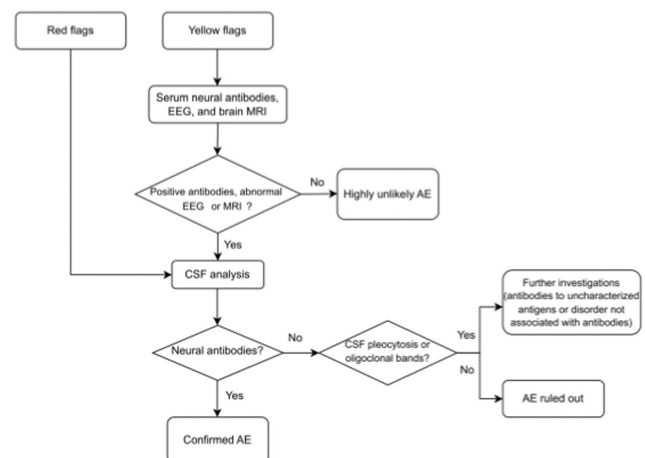 Red flags
Yellow flags
Serum neural antibodies,
EEG, and brain MRI
Positive antibodies, abnormal
EEG or MRI ?
No
Highly unlikely AE
Yes
CSF analysis
Neural antibodies?
No
CSF pleocytosis or
oligoclonal bands?
Yes
Further investigations
(antibodies to uncharacterized
antigens or disorder not
associated with antibodies)
No
AE ruled out
Yes
Confirmed AE